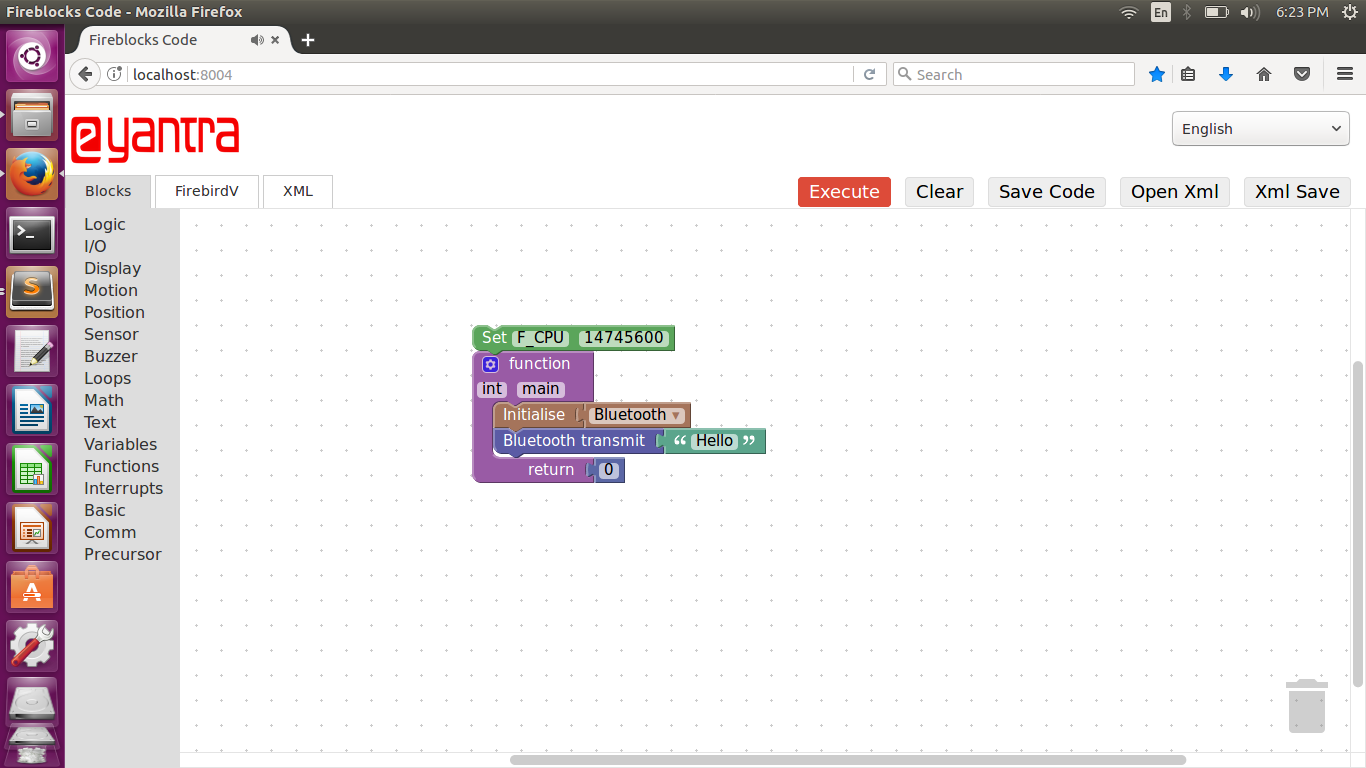 Fireblocks Code - Mozilla Firefox
En
6:23 PM
Fireblocks Code
localhost:8004
Search
eyantra
English
Blocks
FirebirdV
XML
Execute
Clear
Save Code
Open Xml
Xml Save
Logic
I/O
Display
Motion
Position
Sensor
Buzzer
Loops
Math
Text
Variables
Functions
Interrupts
Basic
Comm
Precursor
Set F_CPU 14745600
function
int main
Initialise Bluetooth
Bluetooth transmit “ Hello ”
return 0